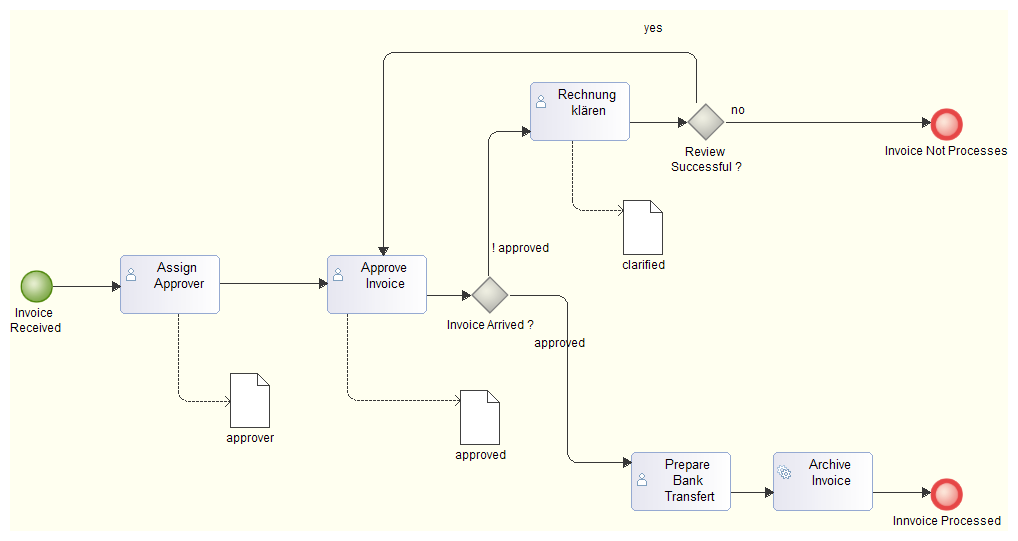 yes
Rechnung
klären
no
Review
Successful ?
Invoice Not Processes
! approved
clarified
Assign
Approver
Approve
Invoice
Invoice
Received
Invoice Arrived ?
approved
approver
approved
Prepare
Bank
Transfert
Archive
Invoice
Innvoice Processed